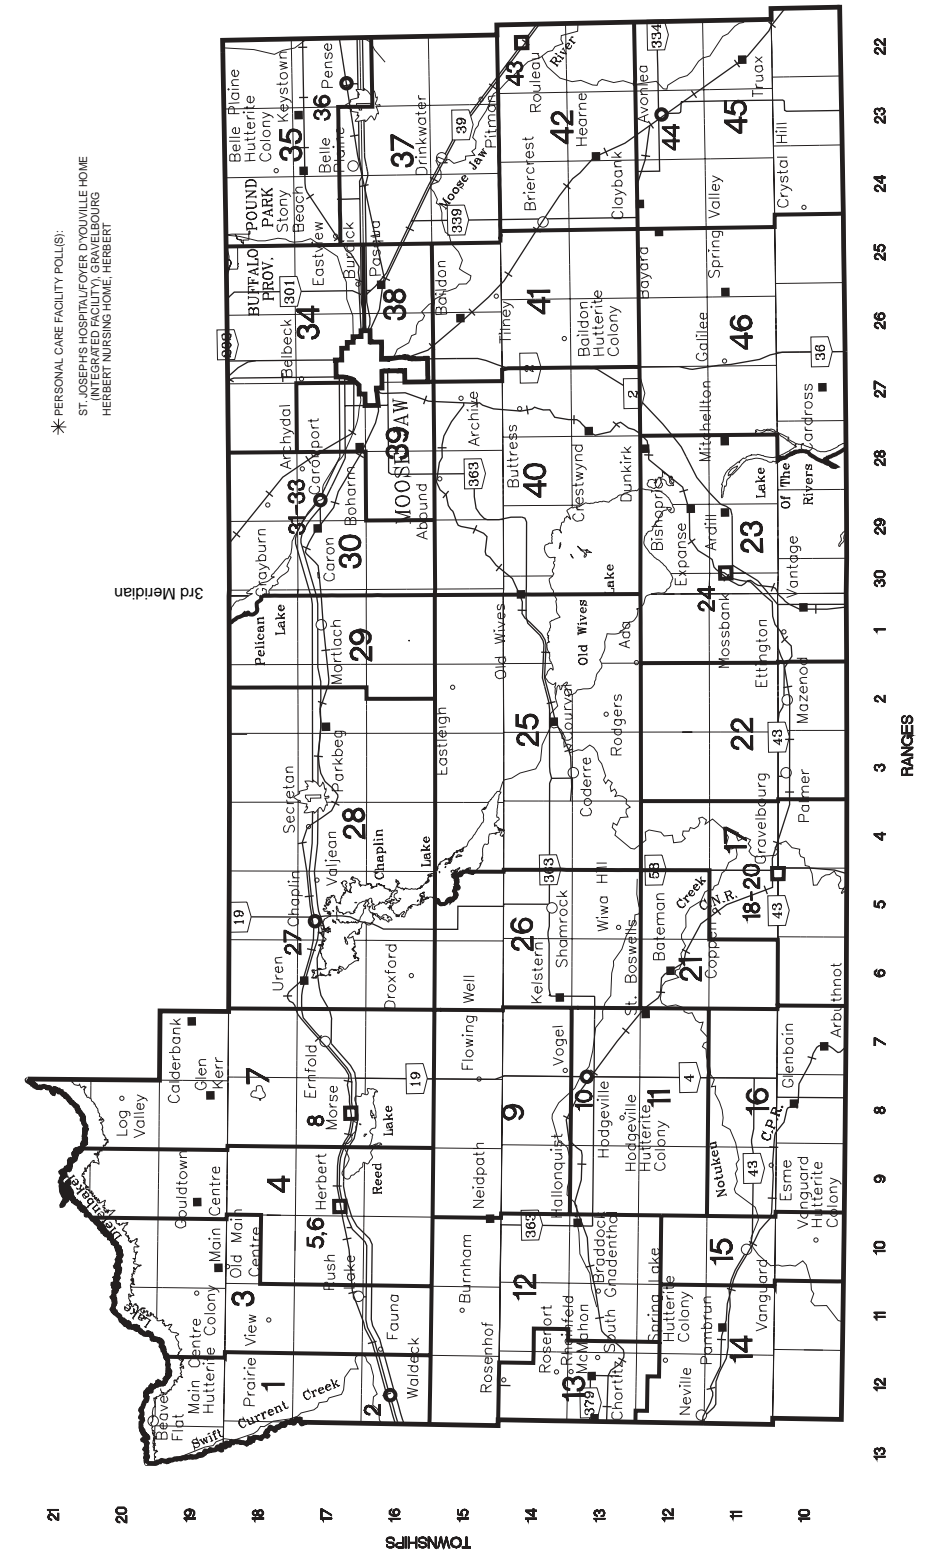 PERSONAL CARE FACILITY POLL(S):
ST. JOSEPH'S HOSPITAL/FOYER D'YOUVILLE HOME
(INTEGRATED FACILITY), GRAVELBOURG
HERBERT NURSING HOME, HERBERT
3rd Meridian
RANGES
22
23
24
25
26
27
28
29
30
1
2
3
4
5
6
7
8
9
10
11
12
13
TOWNSHIPS
21
20
19
18
17
16
15
14
13
12
11
10
Belle Plaine
Hutterite
Colony
35
Keystown
36
Pense
Belle
Plaine
POUND
PARK
Stony
Beach
BUFFALO
PROV.
Eastview
Burdick
Pasqua
301
34
Belbeck
37
Drinkwater
39
Pitman
Moose Jaw
339
38
Baildon
43
Rouleau
River
42
Hearne
Briercrest
Claybank
334
Avonlea
44
45
Truax
Crystal Hill
Spring Valley
Bayard
41
Tilney
Baildon
Hutterite
Colony
2
46
Galilee
36
Mitchellton
Cardross
Archydal
Caronport
31-33
Boharm
39
MOOSE JAW
Abound
Archive
363
Buttress
40
Crestwynd
Dunkirk
2
Bishopric
Expanse
Ardill
23
Lake
Of The
Rivers
Vantage
24
Mossbank
Ettington
Grayburn
Caron
30
Pelican
Lake
Mortlach
29
Old Wives
Old Wives
Lake
Ada
Mazenod
22
43
Palmer
Parkbeg
Secretan
1
28
Valjean
Chaplin
Lake
Eastleigh
25
Courval
Coderre
Rodgers
17
Gravelbourg
18-20
43
58
Creek
C.N.R.
19
Chaplin
27
Uren
Droxford
363
26
Shamrock
Kelstern
Wiwa Hill
St. Boswells
Bateman
21
Coppen
Arbuthnot
Calderbank
Glen
Kerr
7
Log
Valley
Ernfold
Morse
8
19
Lake
Reed
Flowing Well
9
Vogel
10
Hodgeville
Hodgeville
Hutterite
Colony
11
4
16
Glenbain
C.P.R.
Notuken
43
Esme
Vanguard
Hutterite
Colony
Gouldtown
Main Centre
Old Main
Centre
4
Herbert
5,6
Neidpath
Hallonquist
363
Diefenbaker
Lake
Main Centre
Hutterite Colony
3
Rush
Lake
Burnham
12
Braddock
Gnadenthal
South
15
Vanguard
Beaver
Flat
Prairie View
1
Swift Current Creek
2
Fauna
Waldeck
Rosenhof
Rosenort
Rheinfeld
McMahon
13
379
Chortitz
Spring Lake
Hutterite
Colony
Pambrun
14
Neville